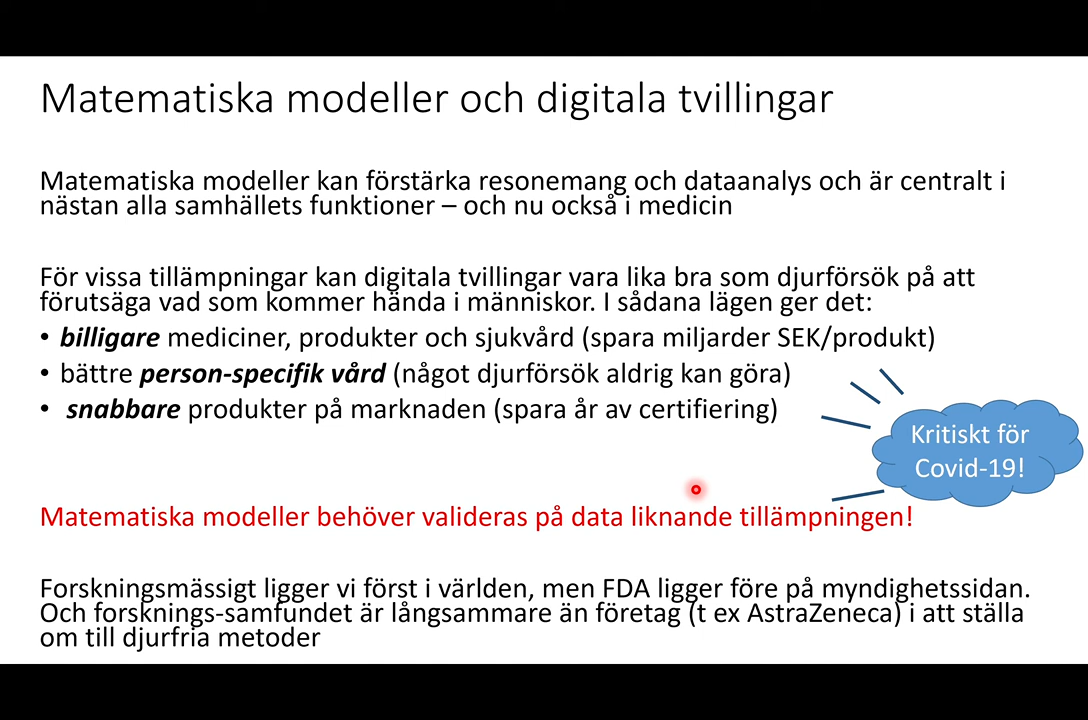 Matematiska modeller och digitala tvillingar
Matematiska modeller kan förstärka resonemang och dataanalys och är centralt i
nästan alla samhällets funktioner – och nu också i medicin
För vissa tillämpningar kan digitala tvillingar vara lika bra som djurförsök på att
förutsäga vad som kommer hända i människor. I sådana lägen ger det:
• billigare mediciner, produkter och sjukvård (spara miljarder SEK/produkt)
• bättre person-specifik vård (något djurförsök aldrig kan göra)
• snabbare produkter på marknaden (spara år av certifiering)
Kritiskt för
Covid-19!
Matematiska modeller behöver valideras på data liknande tillämpningen!
Forskningsmässigt ligger vi först i världen, men FDA ligger före på myndighetssidan.
Och forsknings-samfundet är långsammare än företag (t ex AstraZeneca) i att ställa
om till djurfria metoder